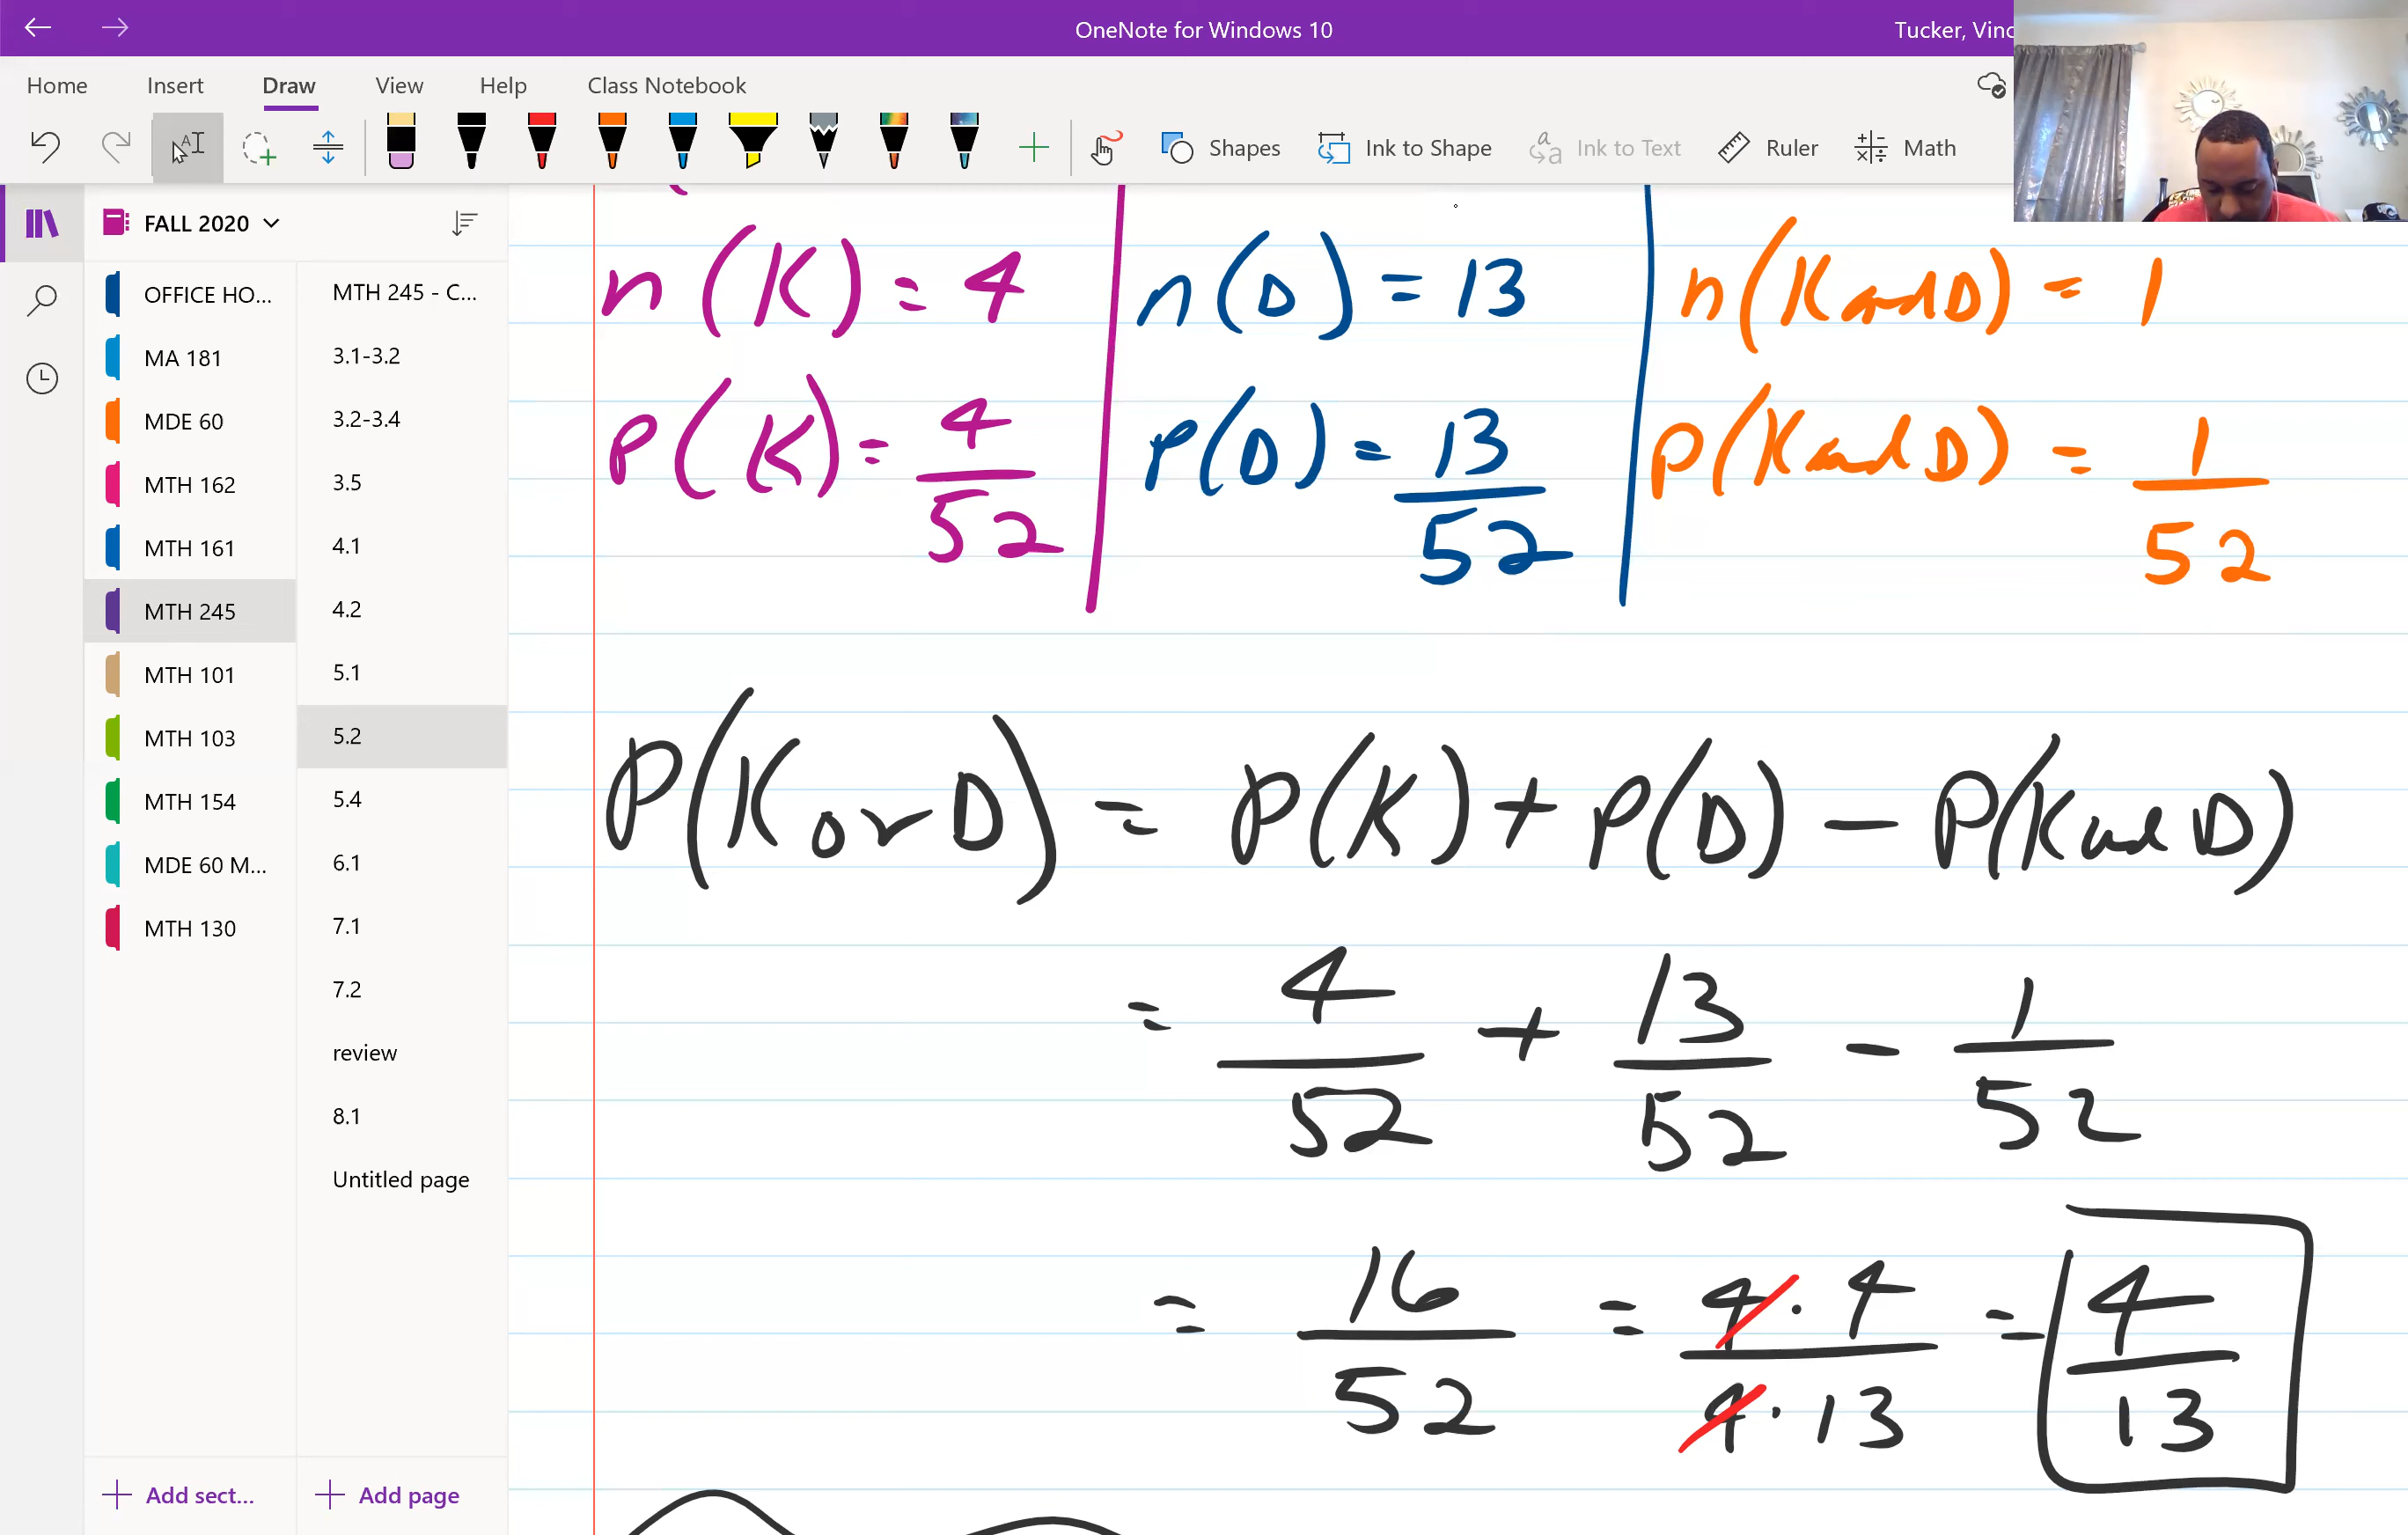 OneNote for Windows 10
Tucker, Vinc
Home Insert Draw View Help Class Notebook
Shapes Ink to Shape Ink to Text Ruler Math
FALL 2020
OFFICE HO...
MA 181
MDE 60
MTH 162
MTH 161
MTH 245
MTH 101
MTH 103
MTH 154
MDE 60 M...
MTH 130
Add sect...
MTH 245 - C...
3.1-3.2
3.2-3.4
3.5
4.1
4.2
5.1
5.2
5.4
6.1
7.1
7.2
review
8.1
Untitled page
Add page
n(K) = 4
P(K) = 4/52
n(D) = 13
P(D) = 13/52
n(K and D) = 1
P(K and D) = 1/52
P(K or D) = P(K) + P(D) - P(K and D)
= 4/52 + 13/52 - 1/52
= 16/52 = 4·4/4·13 = 4/13